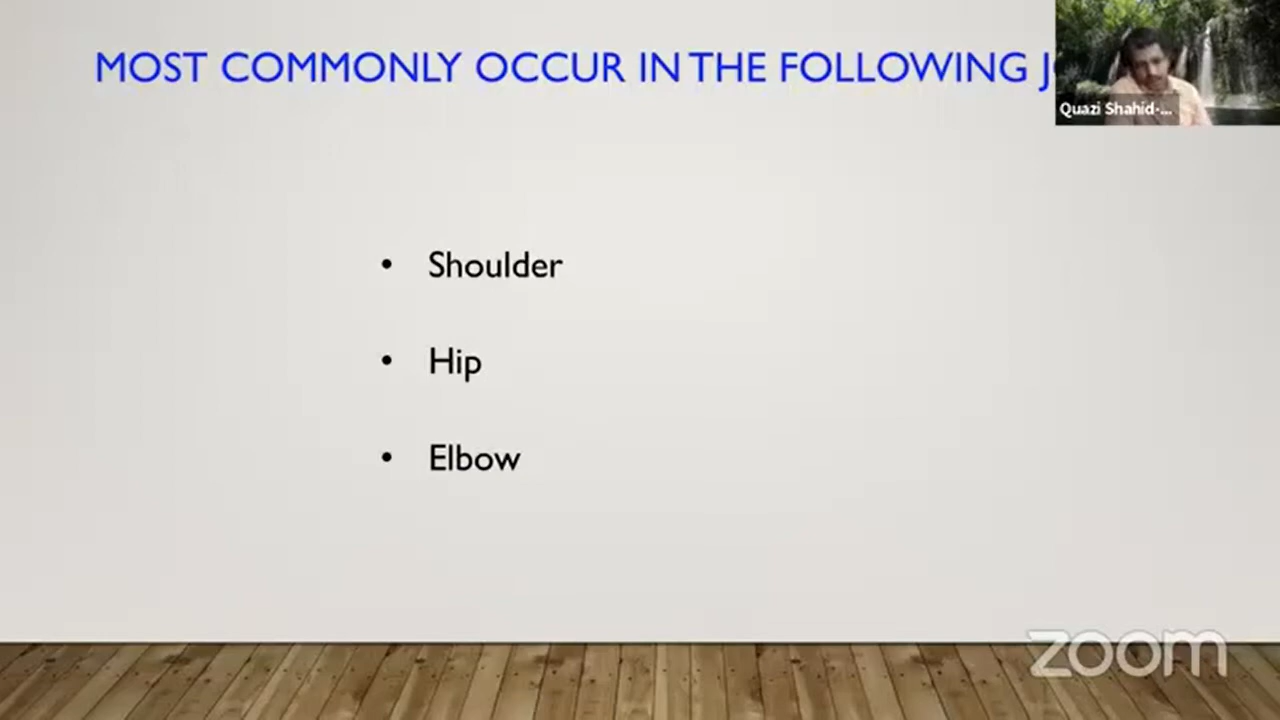 MOST COMMONLY OCCUR IN THE FOLLOWING
Quazi Shahid-...
• Shoulder
• Hip
• Elbow
zoom